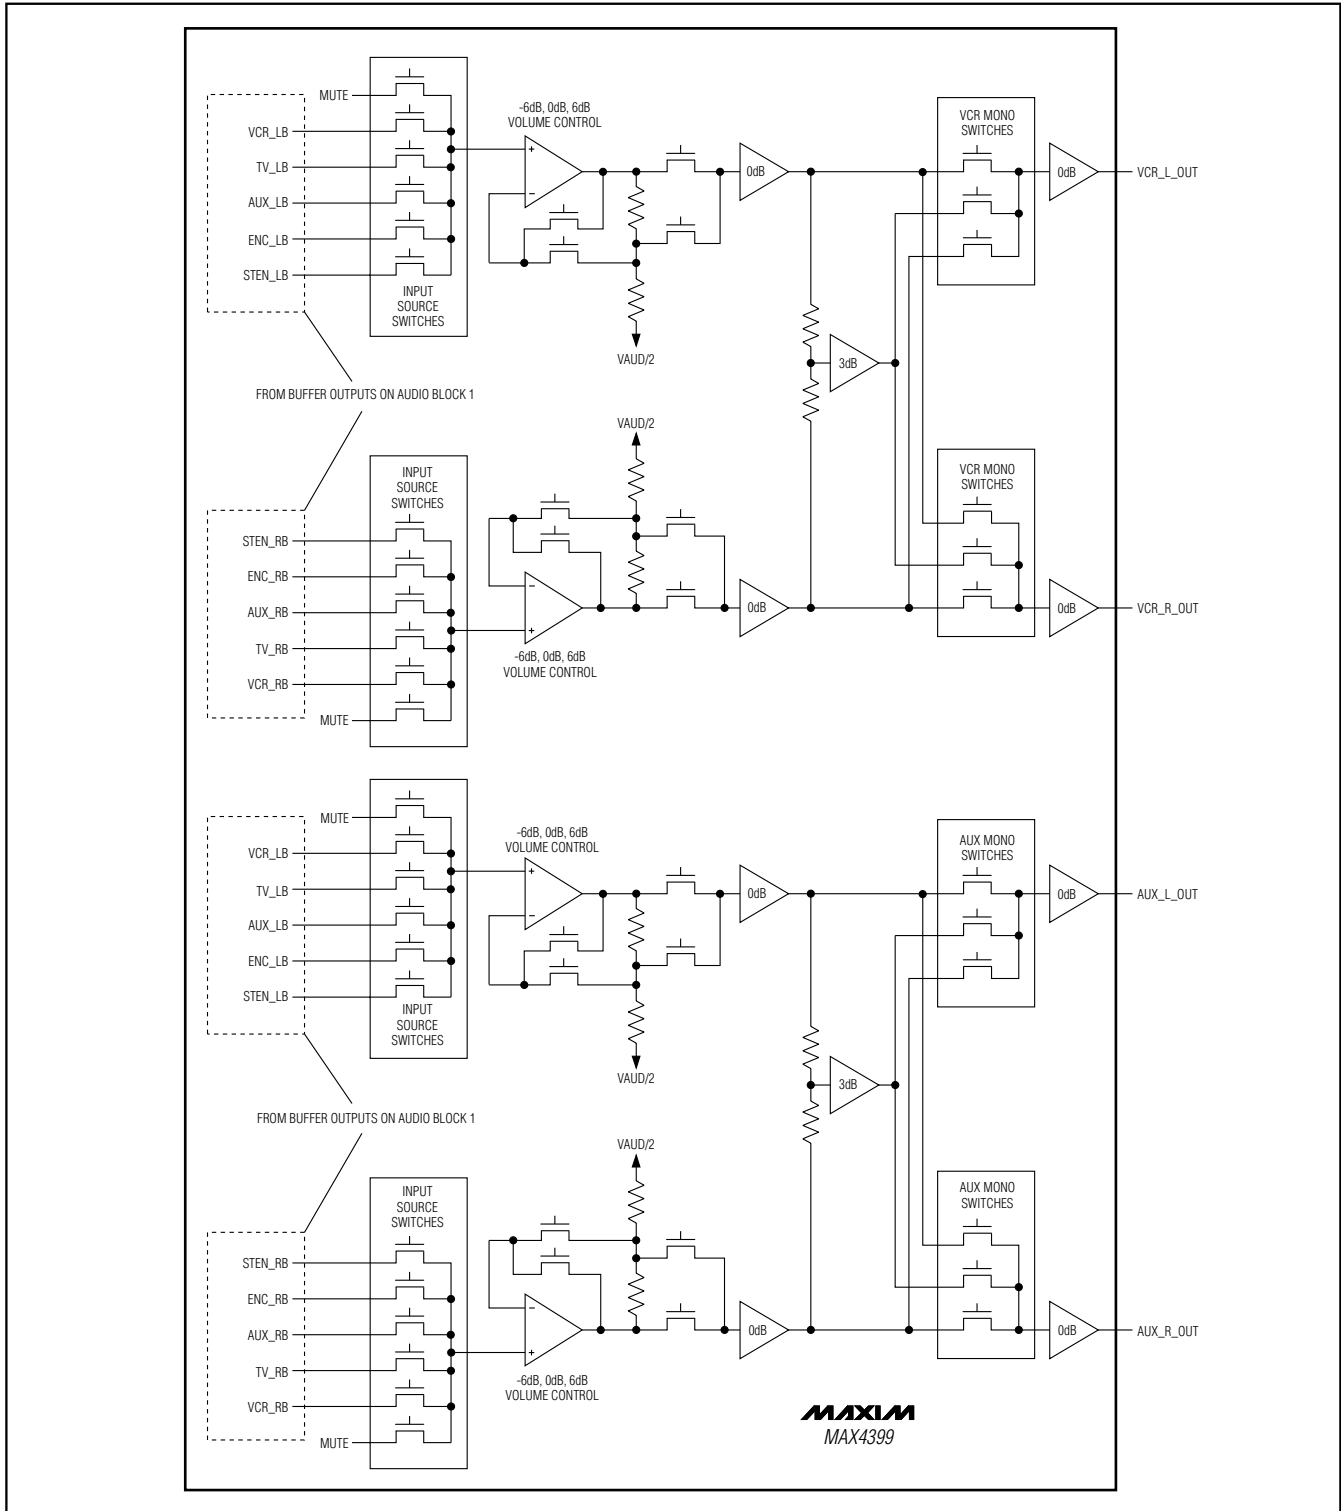 MUTE
VCR_LB
TV_LB
AUX_LB
ENC_LB
STEN_LB
INPUT
SOURCE
SWITCHES
-6dB, 0dB, 6dB
VOLUME CONTROL
VAUD/2
0dB
VCR MONO
SWITCHES
0dB
VCR_L_OUT
3dB
FROM BUFFER OUTPUTS ON AUDIO BLOCK 1
INPUT
SOURCE
SWITCHES
STEN_RB
ENC_RB
AUX_RB
TV_RB
VCR_RB
MUTE
VAUD/2
-6dB, 0dB, 6dB
VOLUME CONTROL
0dB
VCR MONO
SWITCHES
0dB
VCR_R_OUT
MUTE
VCR_LB
TV_LB
AUX_LB
ENC_LB
STEN_LB
INPUT
SOURCE
SWITCHES
-6dB, 0dB, 6dB
VOLUME CONTROL
VAUD/2
0dB
AUX MONO
SWITCHES
0dB
AUX_L_OUT
3dB
FROM BUFFER OUTPUTS ON AUDIO BLOCK 1
INPUT
SOURCE
SWITCHES
STEN_RB
ENC_RB
AUX_RB
TV_RB
VCR_RB
MUTE
VAUD/2
-6dB, 0dB, 6dB
VOLUME CONTROL
0dB
AUX MONO
SWITCHES
0dB
AUX_R_OUT
MAXIM
MAX4399